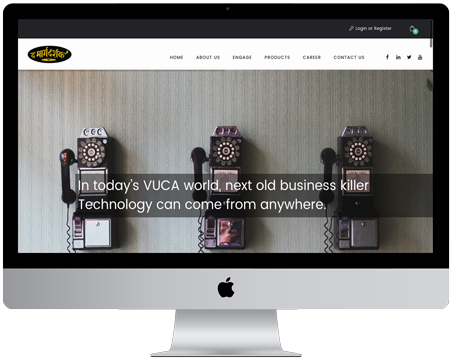 Login or Register
0
द मार्गदर्शक
HOME ABOUT US ENGAGE PRODUCTS CAREER CONTACT US
In today's VUCA world, next old business killer
Technology can come from anywhere.